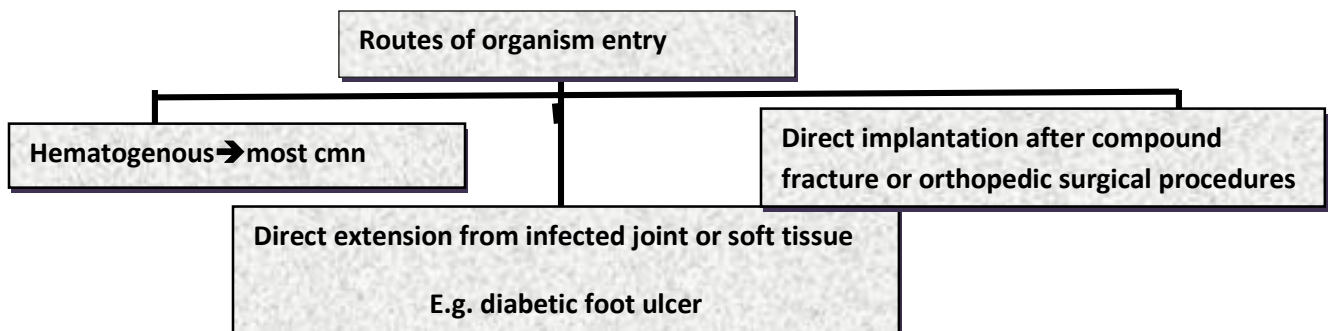 Routes of organism entry
Hematogenous➔most cmn
Direct implantation after compound
fracture or orthopedic surgical procedures
Direct extension from infected joint or soft tissue
E.g. diabetic foot ulcer